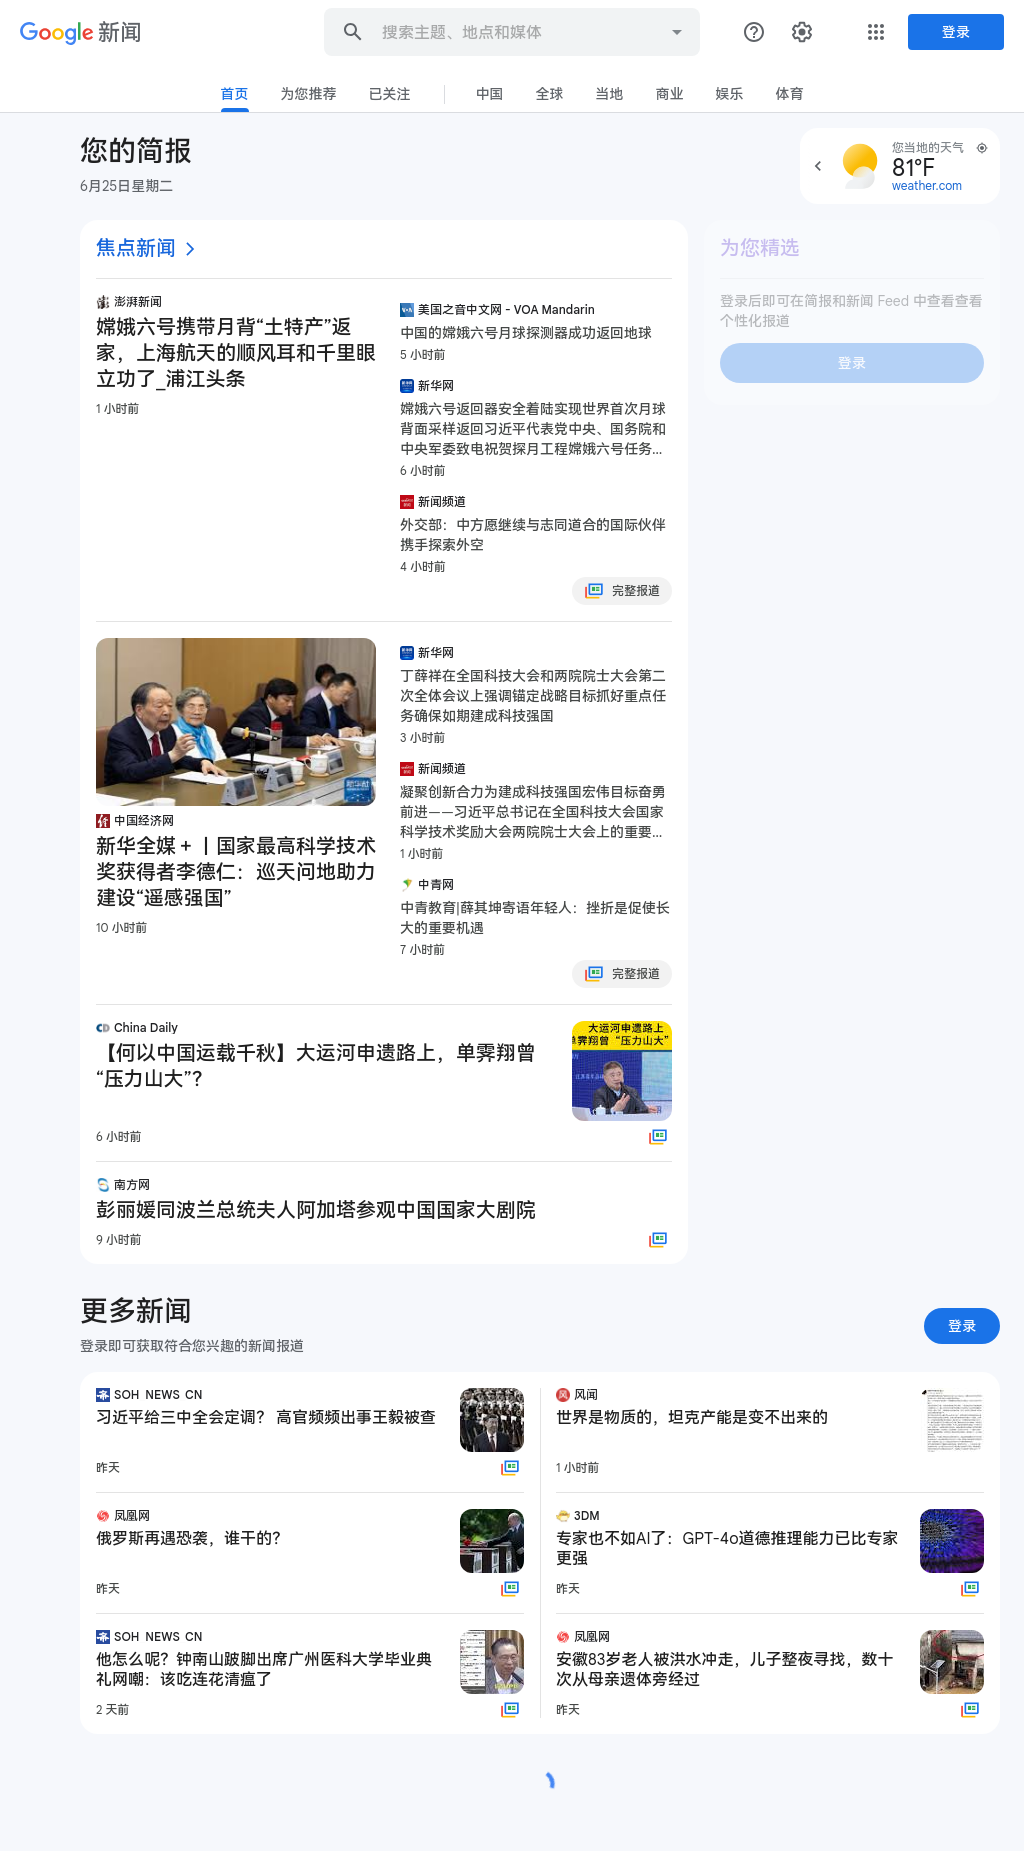 Google 新闻
搜索主题、地点和媒体
登录
首页
为您推荐
已关注
中国
全球
当地
商业
娱乐
体育
您的简报
6月25日星期二
您当地的天气
81°F
weather.com
焦点新闻
澎湃新闻
嫦娥六号携带月背“土特产”返
家，上海航天的顺风耳和千里眼
立功了_浦江头条
1 小时前
美国之音中文网 - VOA Mandarin
中国的嫦娥六号月球探测器成功返回地球
5 小时前
新华网
嫦娥六号返回器安全着陆实现世界首次月球
背面采样返回习近平代表党中央、国务院和
中央军委致电祝贺探月工程嫦娥六号任务...
6 小时前
新闻频道
外交部：中方愿继续与志同道合的国际伙伴
携手探索外空
4 小时前
完整报道
为您精选
登录后即可在简报和新闻 Feed 中查看查看
个性化报道
登录
中国经济网
新华全媒＋丨国家最高科学技术
奖获得者李德仁：巡天问地助力
建设“遥感强国”
10 小时前
新华网
丁薛祥在全国科技大会和两院院士大会第二
次全体会议上强调锚定战略目标抓好重点任
务确保如期建成科技强国
3 小时前
新闻频道
凝聚创新合力为建成科技强国宏伟目标奋勇
前进——习近平总书记在全国科技大会国家
科学技术奖励大会两院院士大会上的重要...
1 小时前
中青网
中青教育|薛其坤寄语年轻人：挫折是促使长
大的重要机遇
7 小时前
完整报道
China Daily
【何以中国运载千秋】大运河申遗路上，单霁翔曾
“压力山大”？
6 小时前
大运河申遗路上
单霁翔曾“压力山大”
南方网
彭丽媛同波兰总统夫人阿加塔参观中国国家大剧院
9 小时前
更多新闻
登录即可获取符合您兴趣的新闻报道
登录
SOH NEWS CN
习近平给三中全会定调？ 高官频频出事王毅被查
昨天
风闻
世界是物质的，坦克产能是变不出来的
1 小时前
凤凰网
俄罗斯再遇恐袭，谁干的？
昨天
3DM
专家也不如AI了：GPT-4o道德推理能力已比专家
更强
昨天
SOH NEWS CN
他怎么呢？钟南山跛脚出席广州医科大学毕业典
礼网嘲：该吃连花清瘟了
2 天前
凤凰网
安徽83岁老人被洪水冲走，儿子整夜寻找，数十
次从母亲遗体旁经过
昨天